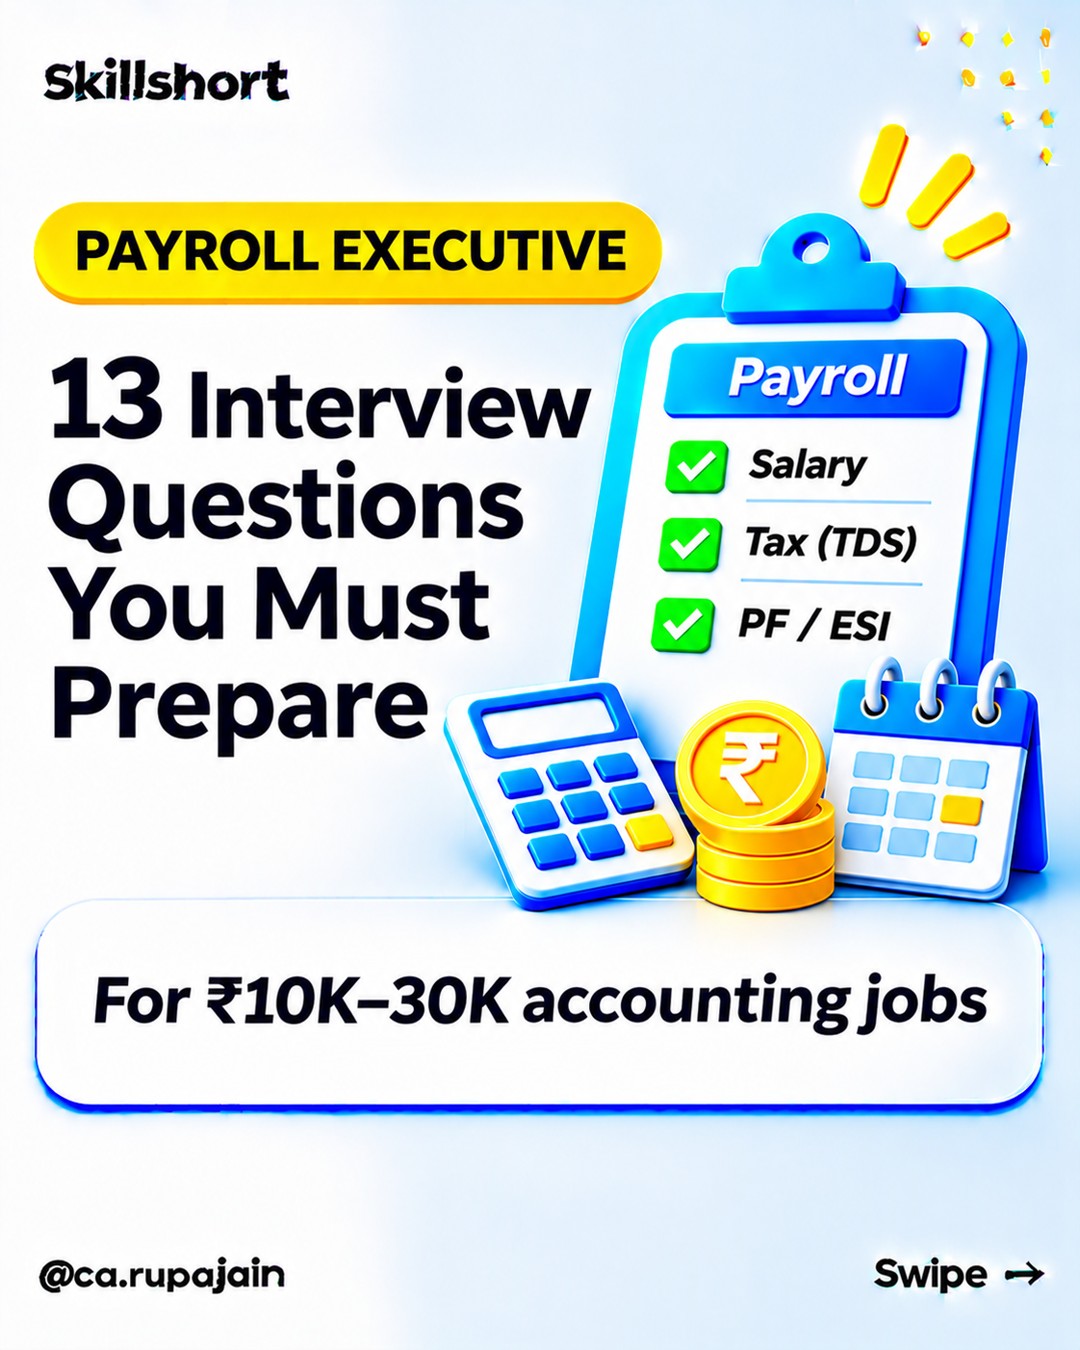 Skillshort
PAYROLL EXECUTIVE
13 Interview
Questions
You Must
Prepare
Payroll
Salary
Tax (TDS)
PF / ESI
₹
For ₹10K–30K accounting jobs
@ca.rupajain
Swipe →